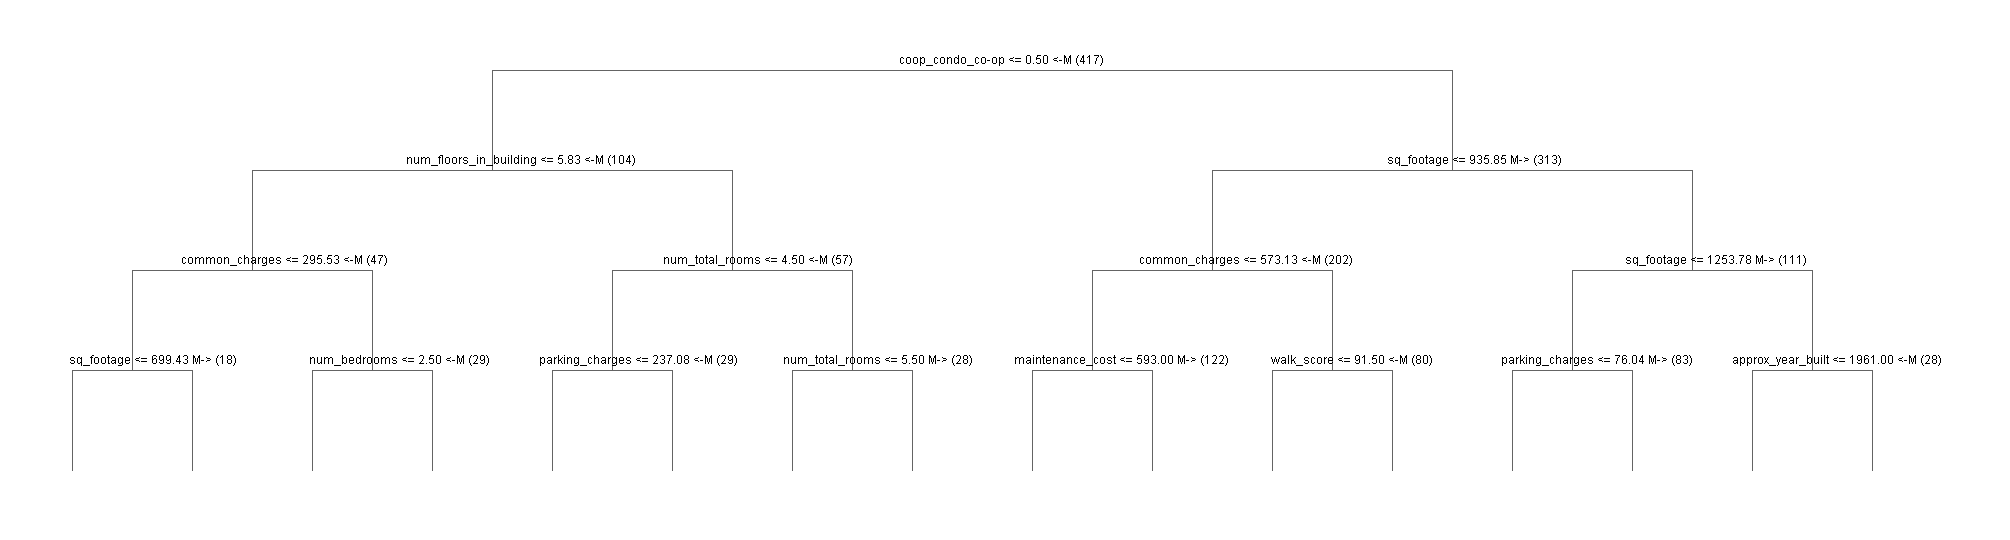 coop_condo_co-op <= 0.50 <-M (417)
num_floors_in_building <= 5.83 <-M (104)
sq_footage <= 935.85 M-> (313)
common_charges <= 295.53 <-M (47)
num_total_rooms <= 4.50 <-M (57)
common_charges <= 573.13 <-M (202)
sq_footage <= 1253.78 M-> (111)
sq_footage <= 699.43 M-> (18)
num_bedrooms <= 2.50 <-M (29)
parking_charges <= 237.08 <-M (29)
num_total_rooms <= 5.50 M-> (28)
maintenance_cost <= 593.00 M-> (122)
walk_score <= 91.50 <-M (80)
parking_charges <= 76.04 M-> (83)
approx_year_built <= 1961.00 <-M (28)